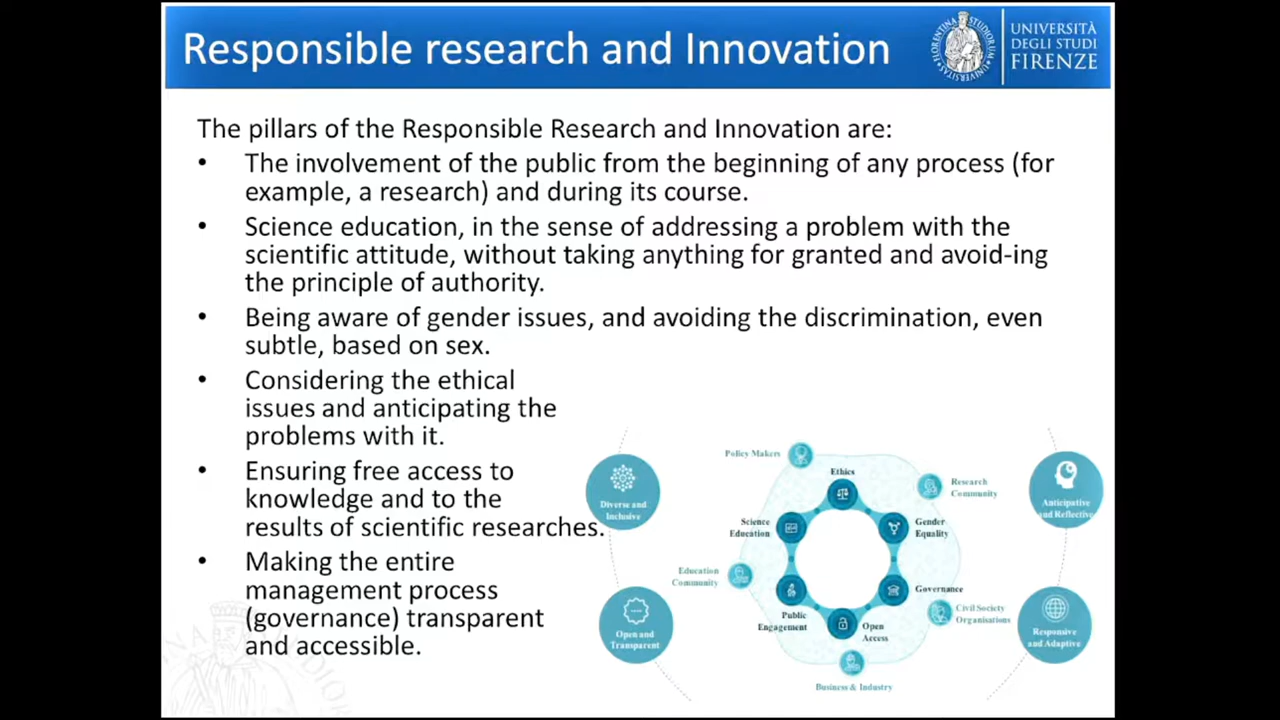 Responsible research and Innovation
UNIVERSITÀ
DEGLI STUDI
FIRENZE
The pillars of the Responsible Research and Innovation are:
• The involvement of the public from the beginning of any process (for
example, a research) and during its course.
• Science education, in the sense of addressing a problem with the
scientific attitude, without taking anything for granted and avoid-ing
the principle of authority.
• Being aware of gender issues, and avoiding the discrimination, even
subtle, based on sex.
• Considering the ethical
issues and anticipating the
problems with it.
• Ensuring free access to
knowledge and to the
results of scientific researches.
• Making the entire
management process
(governance) transparent
and accessible.
Policy Makers
Ethics
Research
Community
Diverse and
Inclusive
Anticipative
and Reflective
Science
Education
Gender
Equality
Education
Community
Governance
Civil Society
Organisations
Public
Engagement
Open
Access
Open and
Transparent
Responsive
and Adaptive
Business & Industry